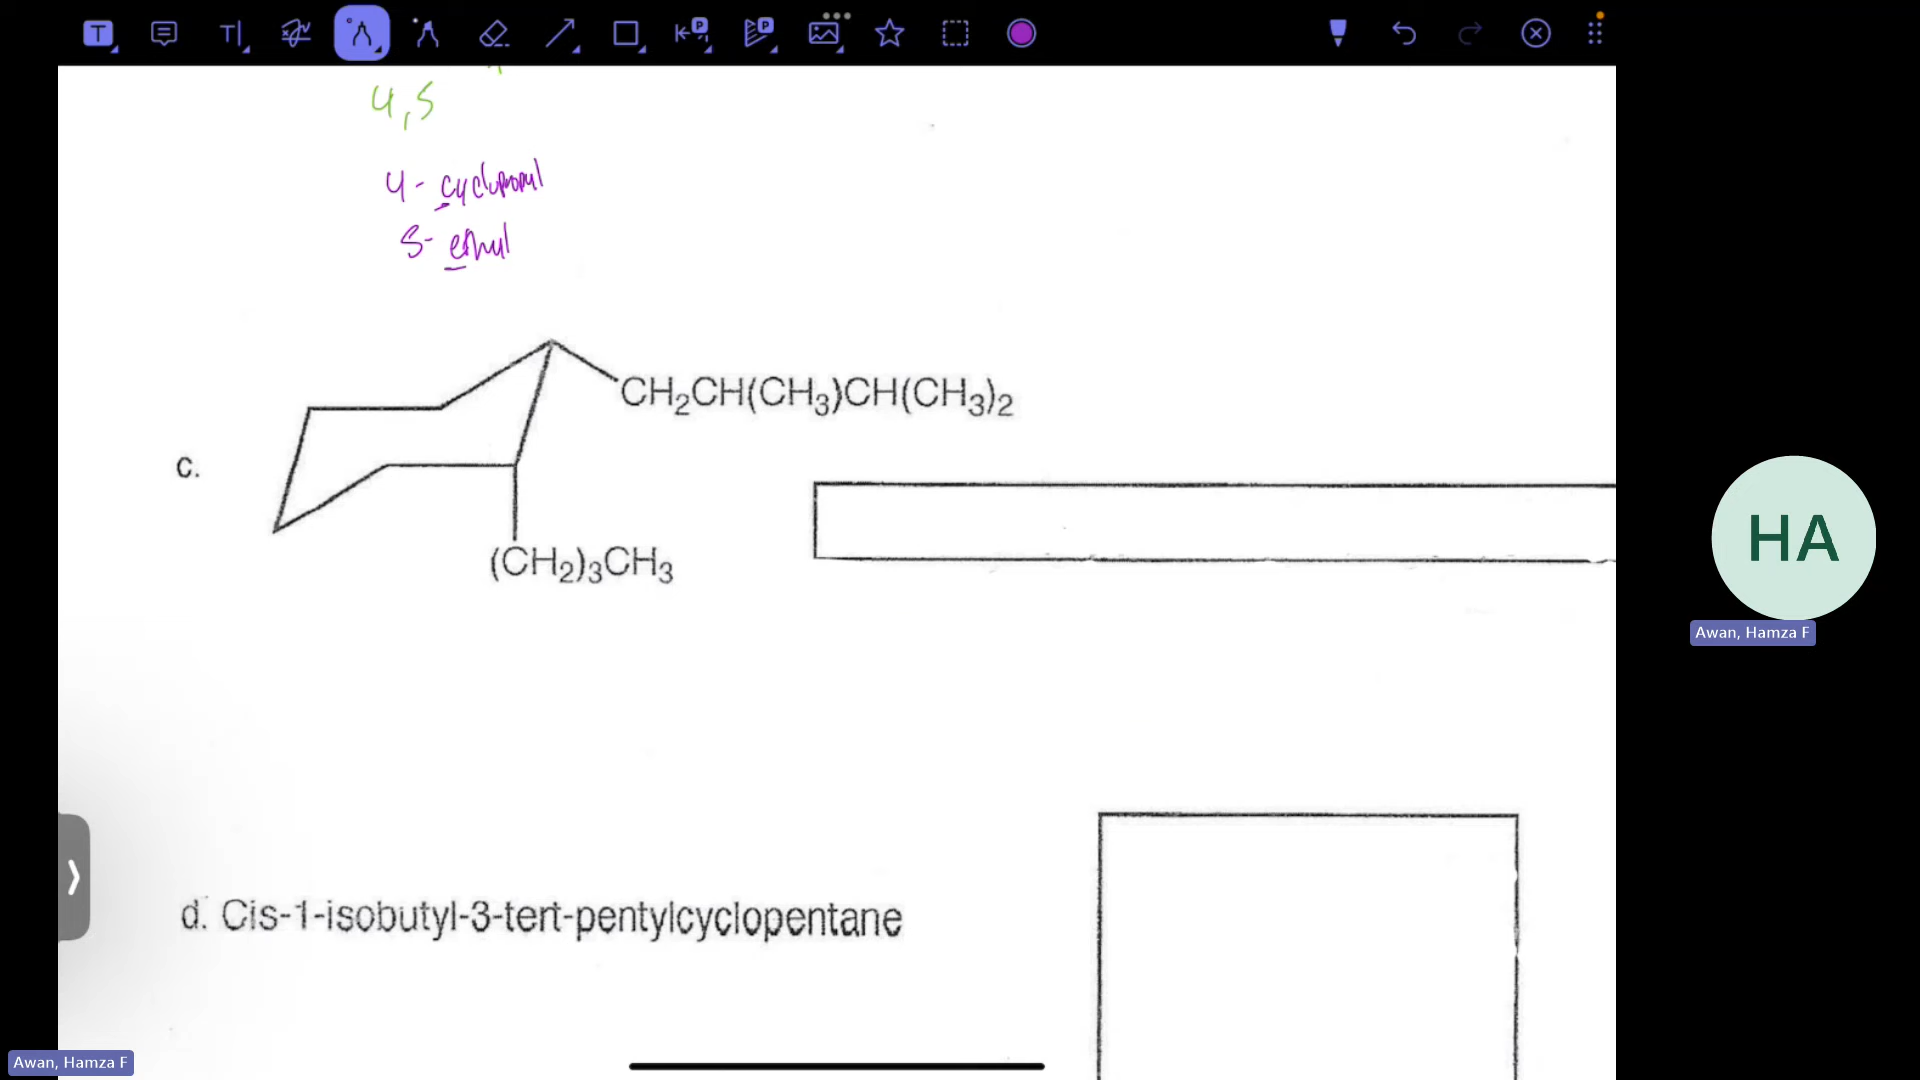 4,5
4- cyclopropyl
5- ethyl
CH₂CH(CH₃)CH(CH₃)₂
c.
(CH₂)₃CH₃
HA
Awan, Hamza F
d. Cis-1-isobutyl-3-tert-pentylcyclopentane
Awan, Hamza F